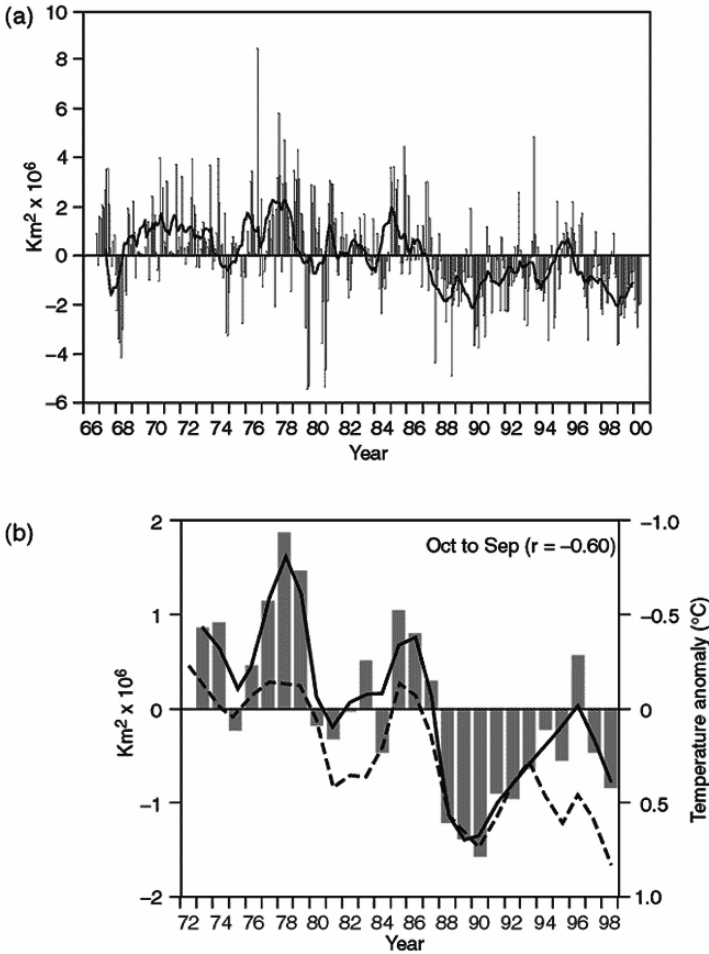 (a)
10
8
6
4
2
0
−2
−4
−6
Km² x 10⁶
66 68 70 72 74 76 78 80 82 84 86 88 90 92 94 96 98 00
Year
(b)
Oct to Sep (r = −0.60)
2
1
0
−1
−2
Km² x 10⁶
-1.0
-0.5
0
0.5
1.0
Temperature anomaly (°C)
72 74 76 78 80 82 84 86 88 90 92 94 96 98
Year